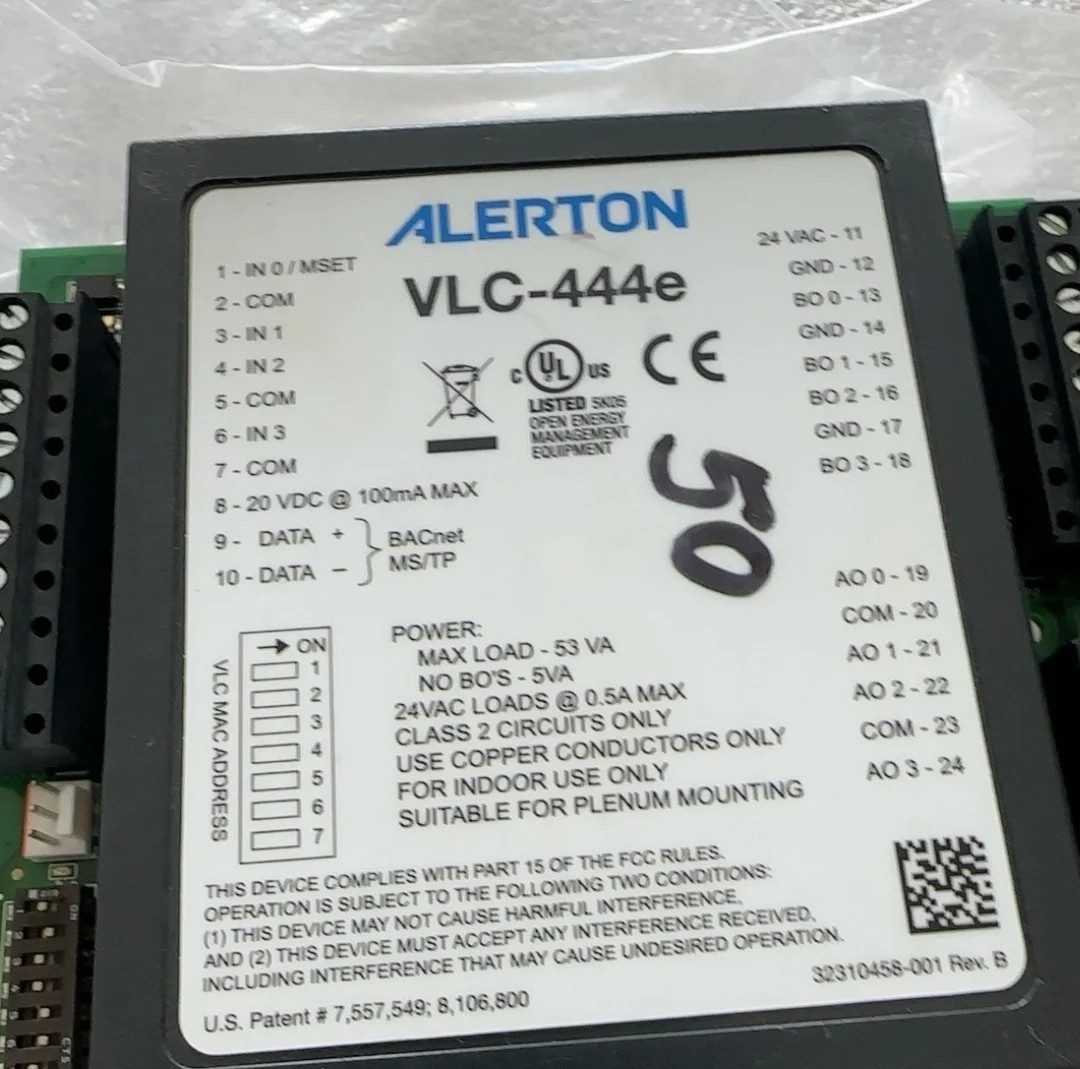 ALERTON
VLC-444e
1 - IN 0 / MSET
2 - COM
3 - IN 1
4 - IN 2
5 - COM
6 - IN 3
7 - COM
8 - 20 VDC @ 100mA MAX
9 - DATA +
10 - DATA –
BACnet
MS/TP
24 VAC - 11
GND - 12
BO 0 - 13
GND - 14
BO 1 - 15
BO 2 - 16
GND - 17
BO 3 - 18
C UL US
CE
LISTED 5K05
OPEN ENERGY
MANAGEMENT
EQUIPMENT
50
AO 0 - 19
COM - 20
AO 1 - 21
AO 2 - 22
COM - 23
AO 3 - 24
VLC MAC ADDRESS
ON
1
2
3
4
5
6
7
POWER:
MAX LOAD - 53 VA
NO BO'S - 5VA
24VAC LOADS @ 0.5A MAX
CLASS 2 CIRCUITS ONLY
USE COPPER CONDUCTORS ONLY
FOR INDOOR USE ONLY
SUITABLE FOR PLENUM MOUNTING
THIS DEVICE COMPLIES WITH PART 15 OF THE FCC RULES.
OPERATION IS SUBJECT TO THE FOLLOWING TWO CONDITIONS:
(1) THIS DEVICE MAY NOT CAUSE HARMFUL INTERFERENCE,
AND (2) THIS DEVICE MUST ACCEPT ANY INTERFERENCE RECEIVED,
INCLUDING INTERFERENCE THAT MAY CAUSE UNDESIRED OPERATION.
32310458-001 Rev. B
U.S. Patent # 7,557,549; 8,106,800
ON
CTS